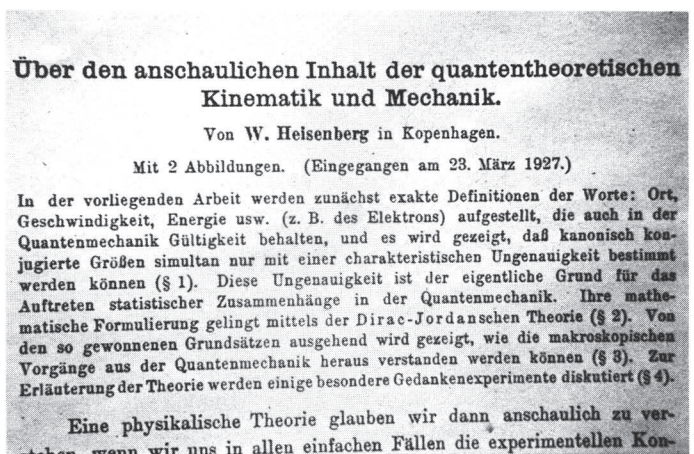 Über den anschaulichen Inhalt der quantentheoretischen
Kinematik und Mechanik.
Von W. Heisenberg in Kopenhagen.
Mit 2 Abbildungen. (Eingegangen am 23. März 1927.)
In der vorliegenden Arbeit werden zunächst exakte Definitionen der Worte: Ort,
Geschwindigkeit, Energie usw. (z. B. des Elektrons) aufgestellt, die auch in der
Quantenmechanik Gültigkeit behalten, und es wird gezeigt, daß kanonisch kon-
jugierte Größen simultan nur mit einer charakteristischen Ungenauigkeit bestimmt
werden können (§ 1). Diese Ungenauigkeit ist der eigentliche Grund für das
Auftreten statistischer Zusammenhänge in der Quantenmechanik. Ihre mathe-
matische Formulierung gelingt mittels der Dirac-Jordanschen Theorie (§ 2). Von
den so gewonnenen Grundsätzen ausgehend wird gezeigt, wie die makroskopischen
Vorgänge aus der Quantenmechanik heraus verstanden werden können (§ 3). Zur
Erläuterung der Theorie werden einige besondere Gedankenexperimente diskutiert (§ 4).
Eine physikalische Theorie glauben wir dann anschaulich zu ver-
stehen, wenn wir uns in allen einfachen Fällen die experimentellen Kon-